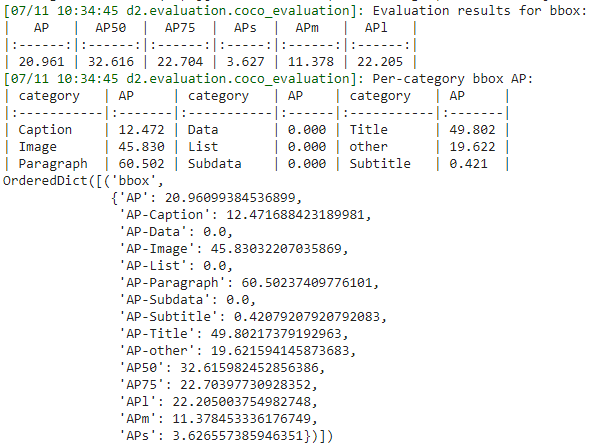 [07/11 10:34:45 d2.evaluation.coco_evaluation]: Evaluation results for bbox:
|   AP   |  AP50  |  AP75  |  APs  |  APm   |  APl   |
|:------:|:------:|:------:|:-----:|:------:|:------:|
| 20.961 | 32.616 | 22.704 | 3.627 | 11.378 | 22.205 |
[07/11 10:34:45 d2.evaluation.coco_evaluation]: Per-category bbox AP:
| category   | AP     | category   | AP    | category   | AP     |
|:-----------|:-------|:-----------|:------|:-----------|:-------|
| Caption    | 12.472 | Data       | 0.000 | Title      | 49.802 |
| Image      | 45.830 | List       | 0.000 | other      | 19.622 |
| Paragraph  | 60.502 | Subdata    | 0.000 | Subtitle   | 0.421  |
OrderedDict([('bbox',
{'AP': 20.96099384536899,
'AP-Caption': 12.471688423189981,
'AP-Data': 0.0,
'AP-Image': 45.83032207035869,
'AP-List': 0.0,
'AP-Paragraph': 60.50237409776101,
'AP-Subdata': 0.0,
'AP-Subtitle': 0.42079207920792083,
'AP-Title': 49.80217379192963,
'AP-other': 19.621594145873683,
'AP50': 32.615982452856386,
'AP75': 22.70397730928352,
'APl': 22.205003754982748,
'APm': 11.378453336176749,
'APs': 3.626557385946351})])